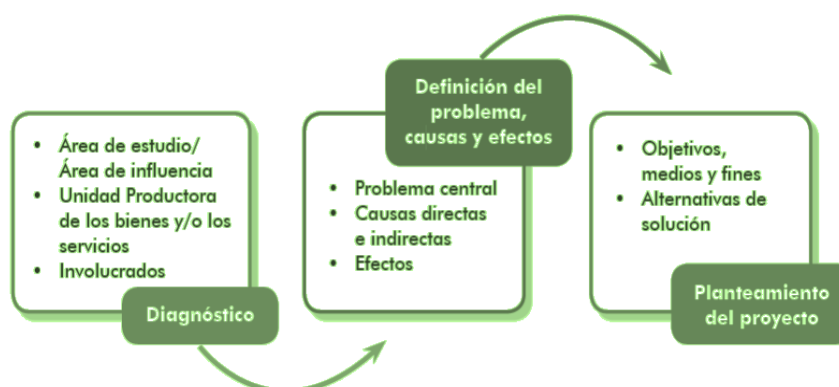 • Área de estudio/
Área de influencia
• Unidad Productora
de los bienes y/o los
servicios
• Involucrados
Diagnóstico
Definición del
problema,
causas y efectos
• Problema central
• Causas directas
e indirectas
• Efectos
• Objetivos,
medios y fines
• Alternativas de
solución
Planteamiento
del proyecto